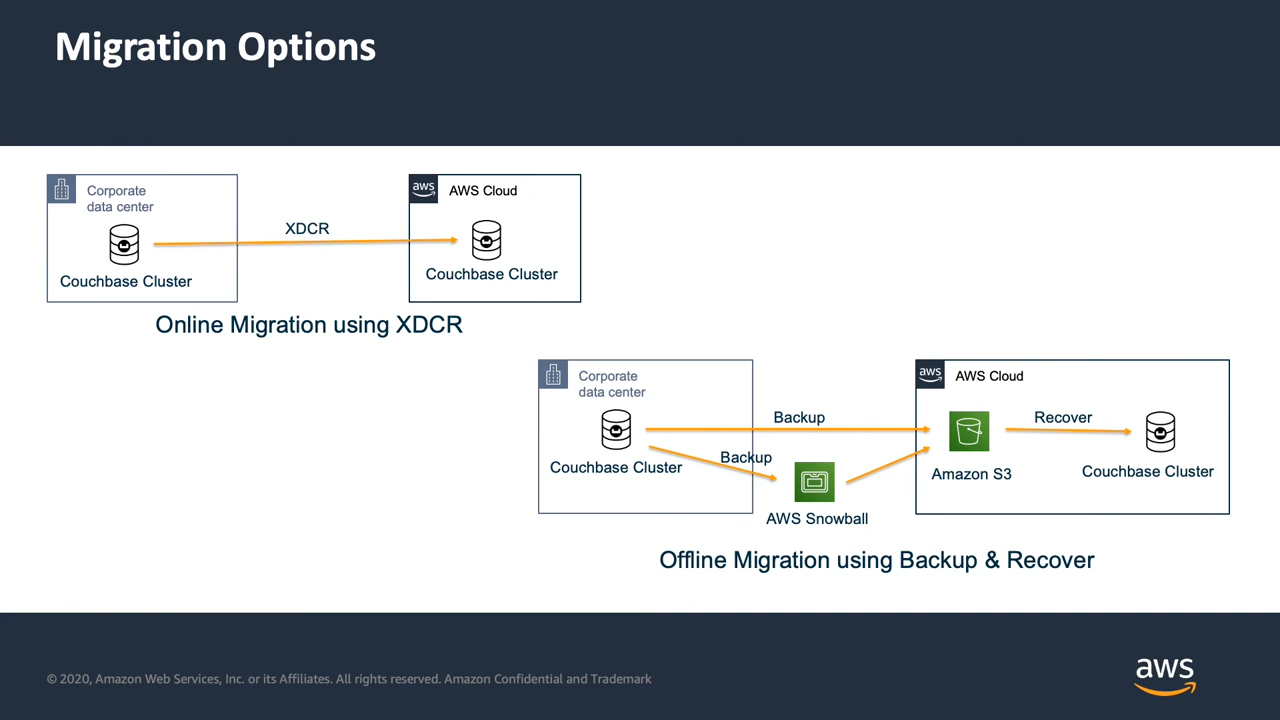 Migration Options
Corporate
data center
Couchbase Cluster
XDCR
aws
AWS Cloud
Couchbase Cluster
Online Migration using XDCR
Corporate
data center
Couchbase Cluster
Backup
Backup
AWS Snowball
aws
AWS Cloud
Amazon S3
Recover
Couchbase Cluster
Offline Migration using Backup & Recover
© 2020, Amazon Web Services, Inc. or its Affiliates. All rights reserved. Amazon Confidential and Trademark
aws